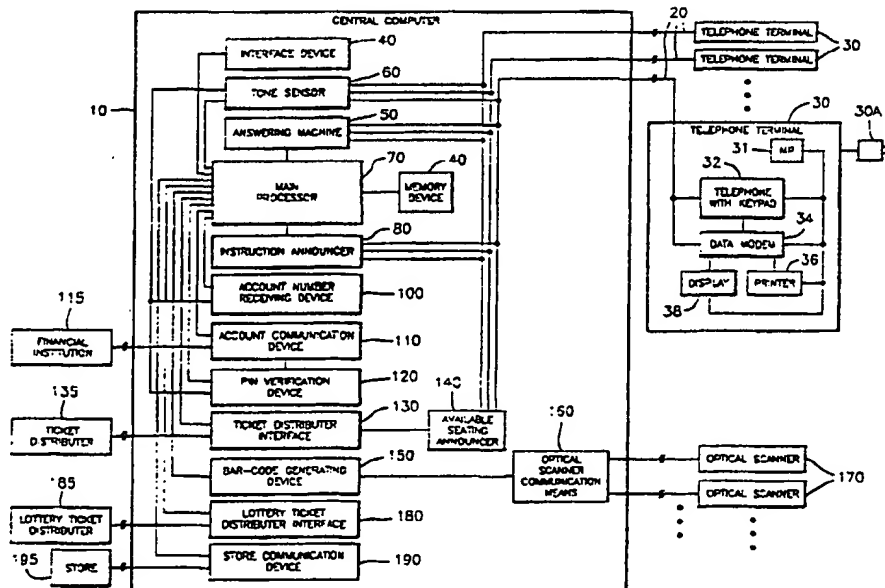 CENTRAL COMPUTER
10
INTERFACE DEVICE
40
TONE SENSOR
60
ANSWERING MACHINE
50
MAIN
PROCESSOR
70
MEMORY
DEVICE
40
INSTRUCTION ANNOUNCER
80
ACCOUNT NUMBER
RECEIVING DEVICE
100
ACCOUNT COMMUNICATION
DEVICE
110
PIN VERIFICATION
DEVICE
120
TICKET DISTRIBUTER
INTERFACE
130
AVAILABLE
SEATING
ANNOUNCER
140
BAR-CODE GENERATING
DEVICE
150
OPTICAL
SCANNER
COMMUNICATION
MEANS
160
LOTTERY TICKET
DISTRIBUTER INTERFACE
180
STORE COMMUNICATION
DEVICE
190
115
FINANCIAL
INSTITUTION
135
TICKET
DISTRIBUTER
185
LOTTERY TICKET
DISTRIBUTER
195
STORE
20
TELEPHONE TERMINAL
TELEPHONE TERMINAL
30
30
30A
TELEPHONE TERMINAL
31
MP
32
TELEPHONE
WITH KEYPAD
34
DATA MODEM
36
DISPLAY
PRINTER
38
OPTICAL SCANNER
OPTICAL SCANNER
170